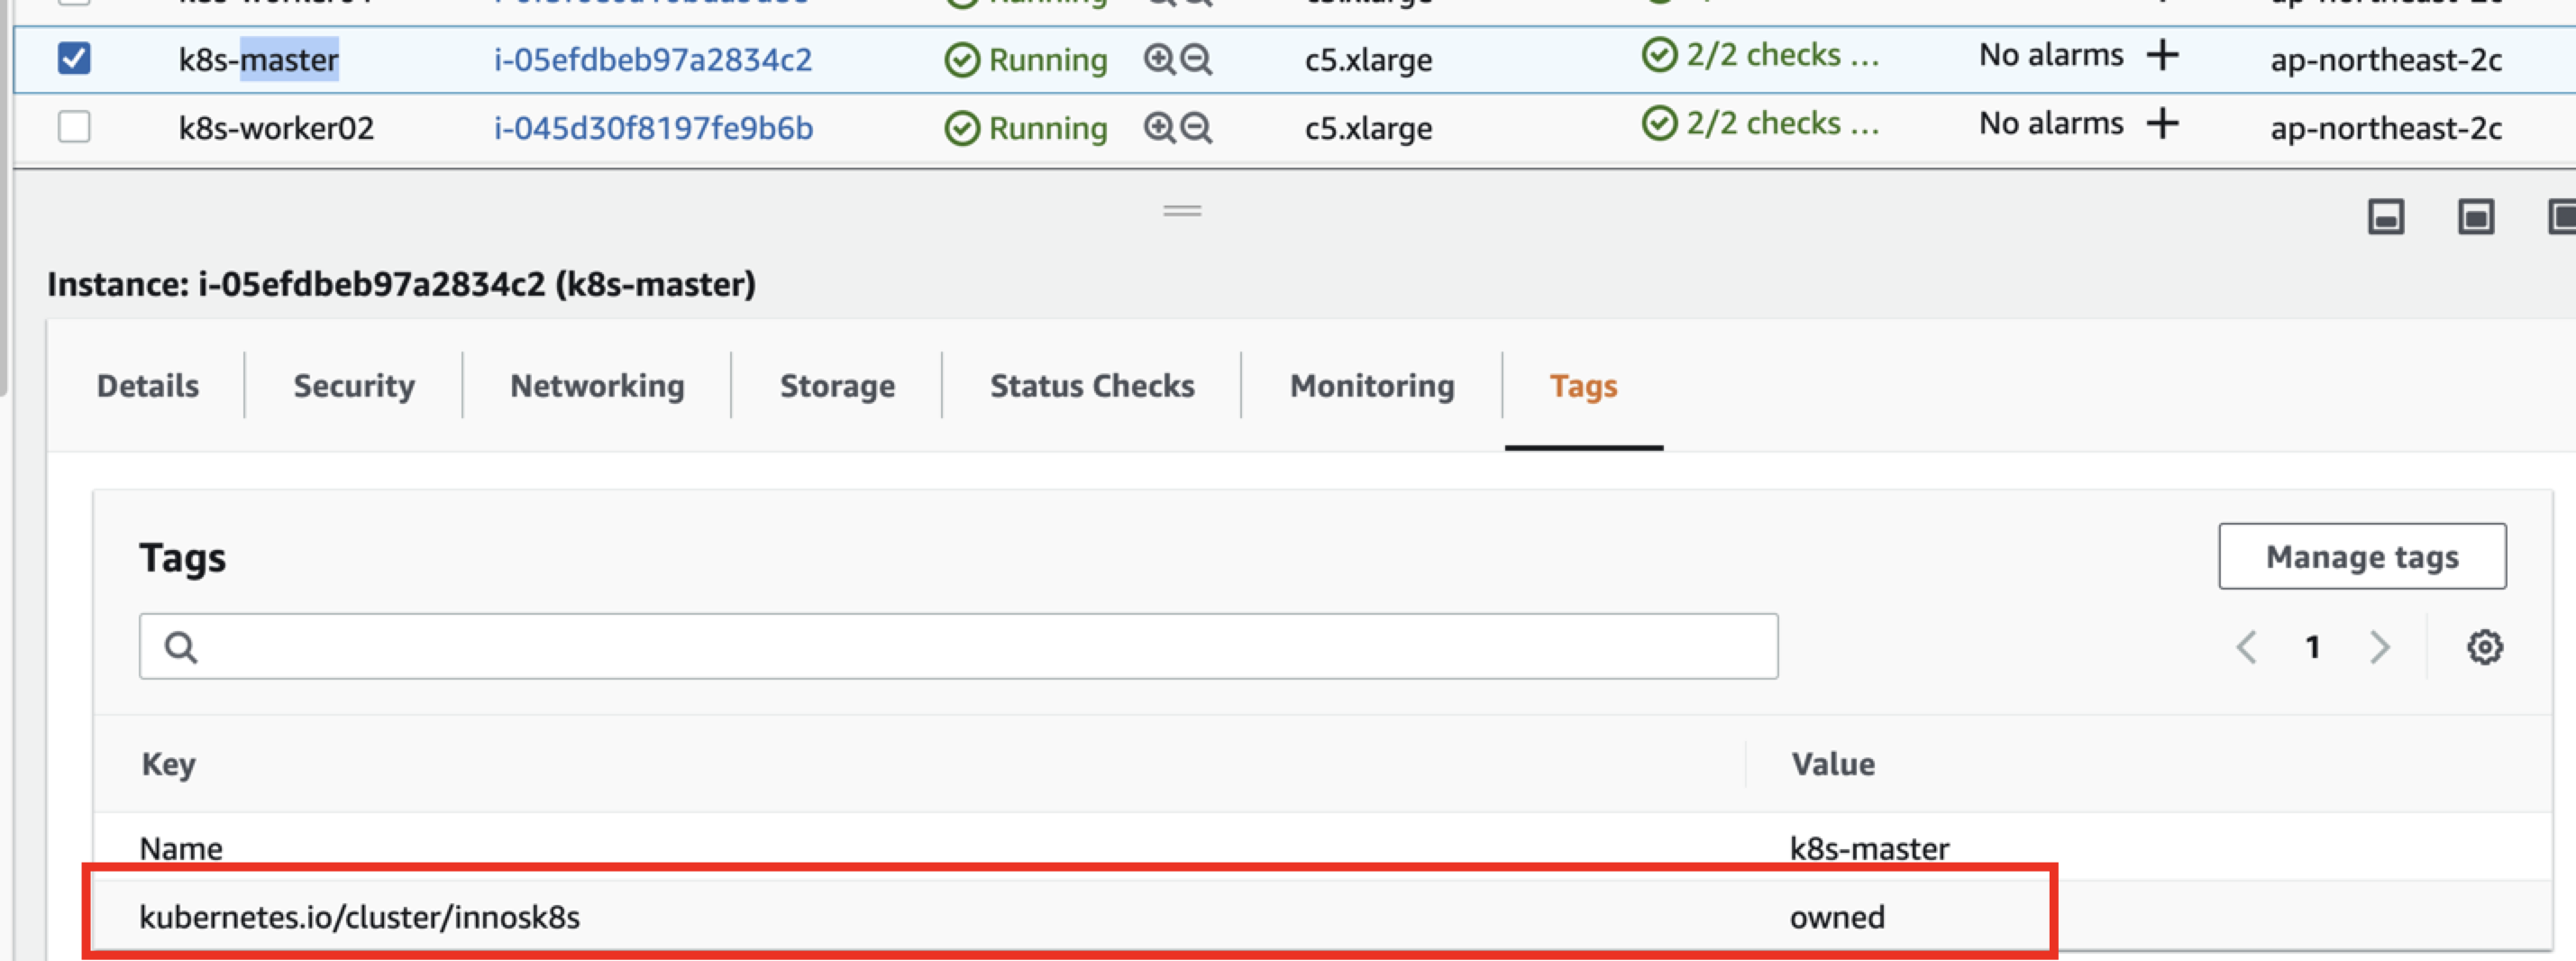 k8s-master i-05efdbeb97a2834c2 Running c5.xlarge 2/2 checks ... No alarms + ap-northeast-2c
k8s-worker02 i-045d30f8197fe9b6b Running c5.xlarge 2/2 checks ... No alarms + ap-northeast-2c
Instance: i-05efdbeb97a2834c2 (k8s-master)
Details Security Networking Storage Status Checks Monitoring Tags
Tags
Manage tags
1
Key Value
Name k8s-master
kubernetes.io/cluster/innosk8s owned